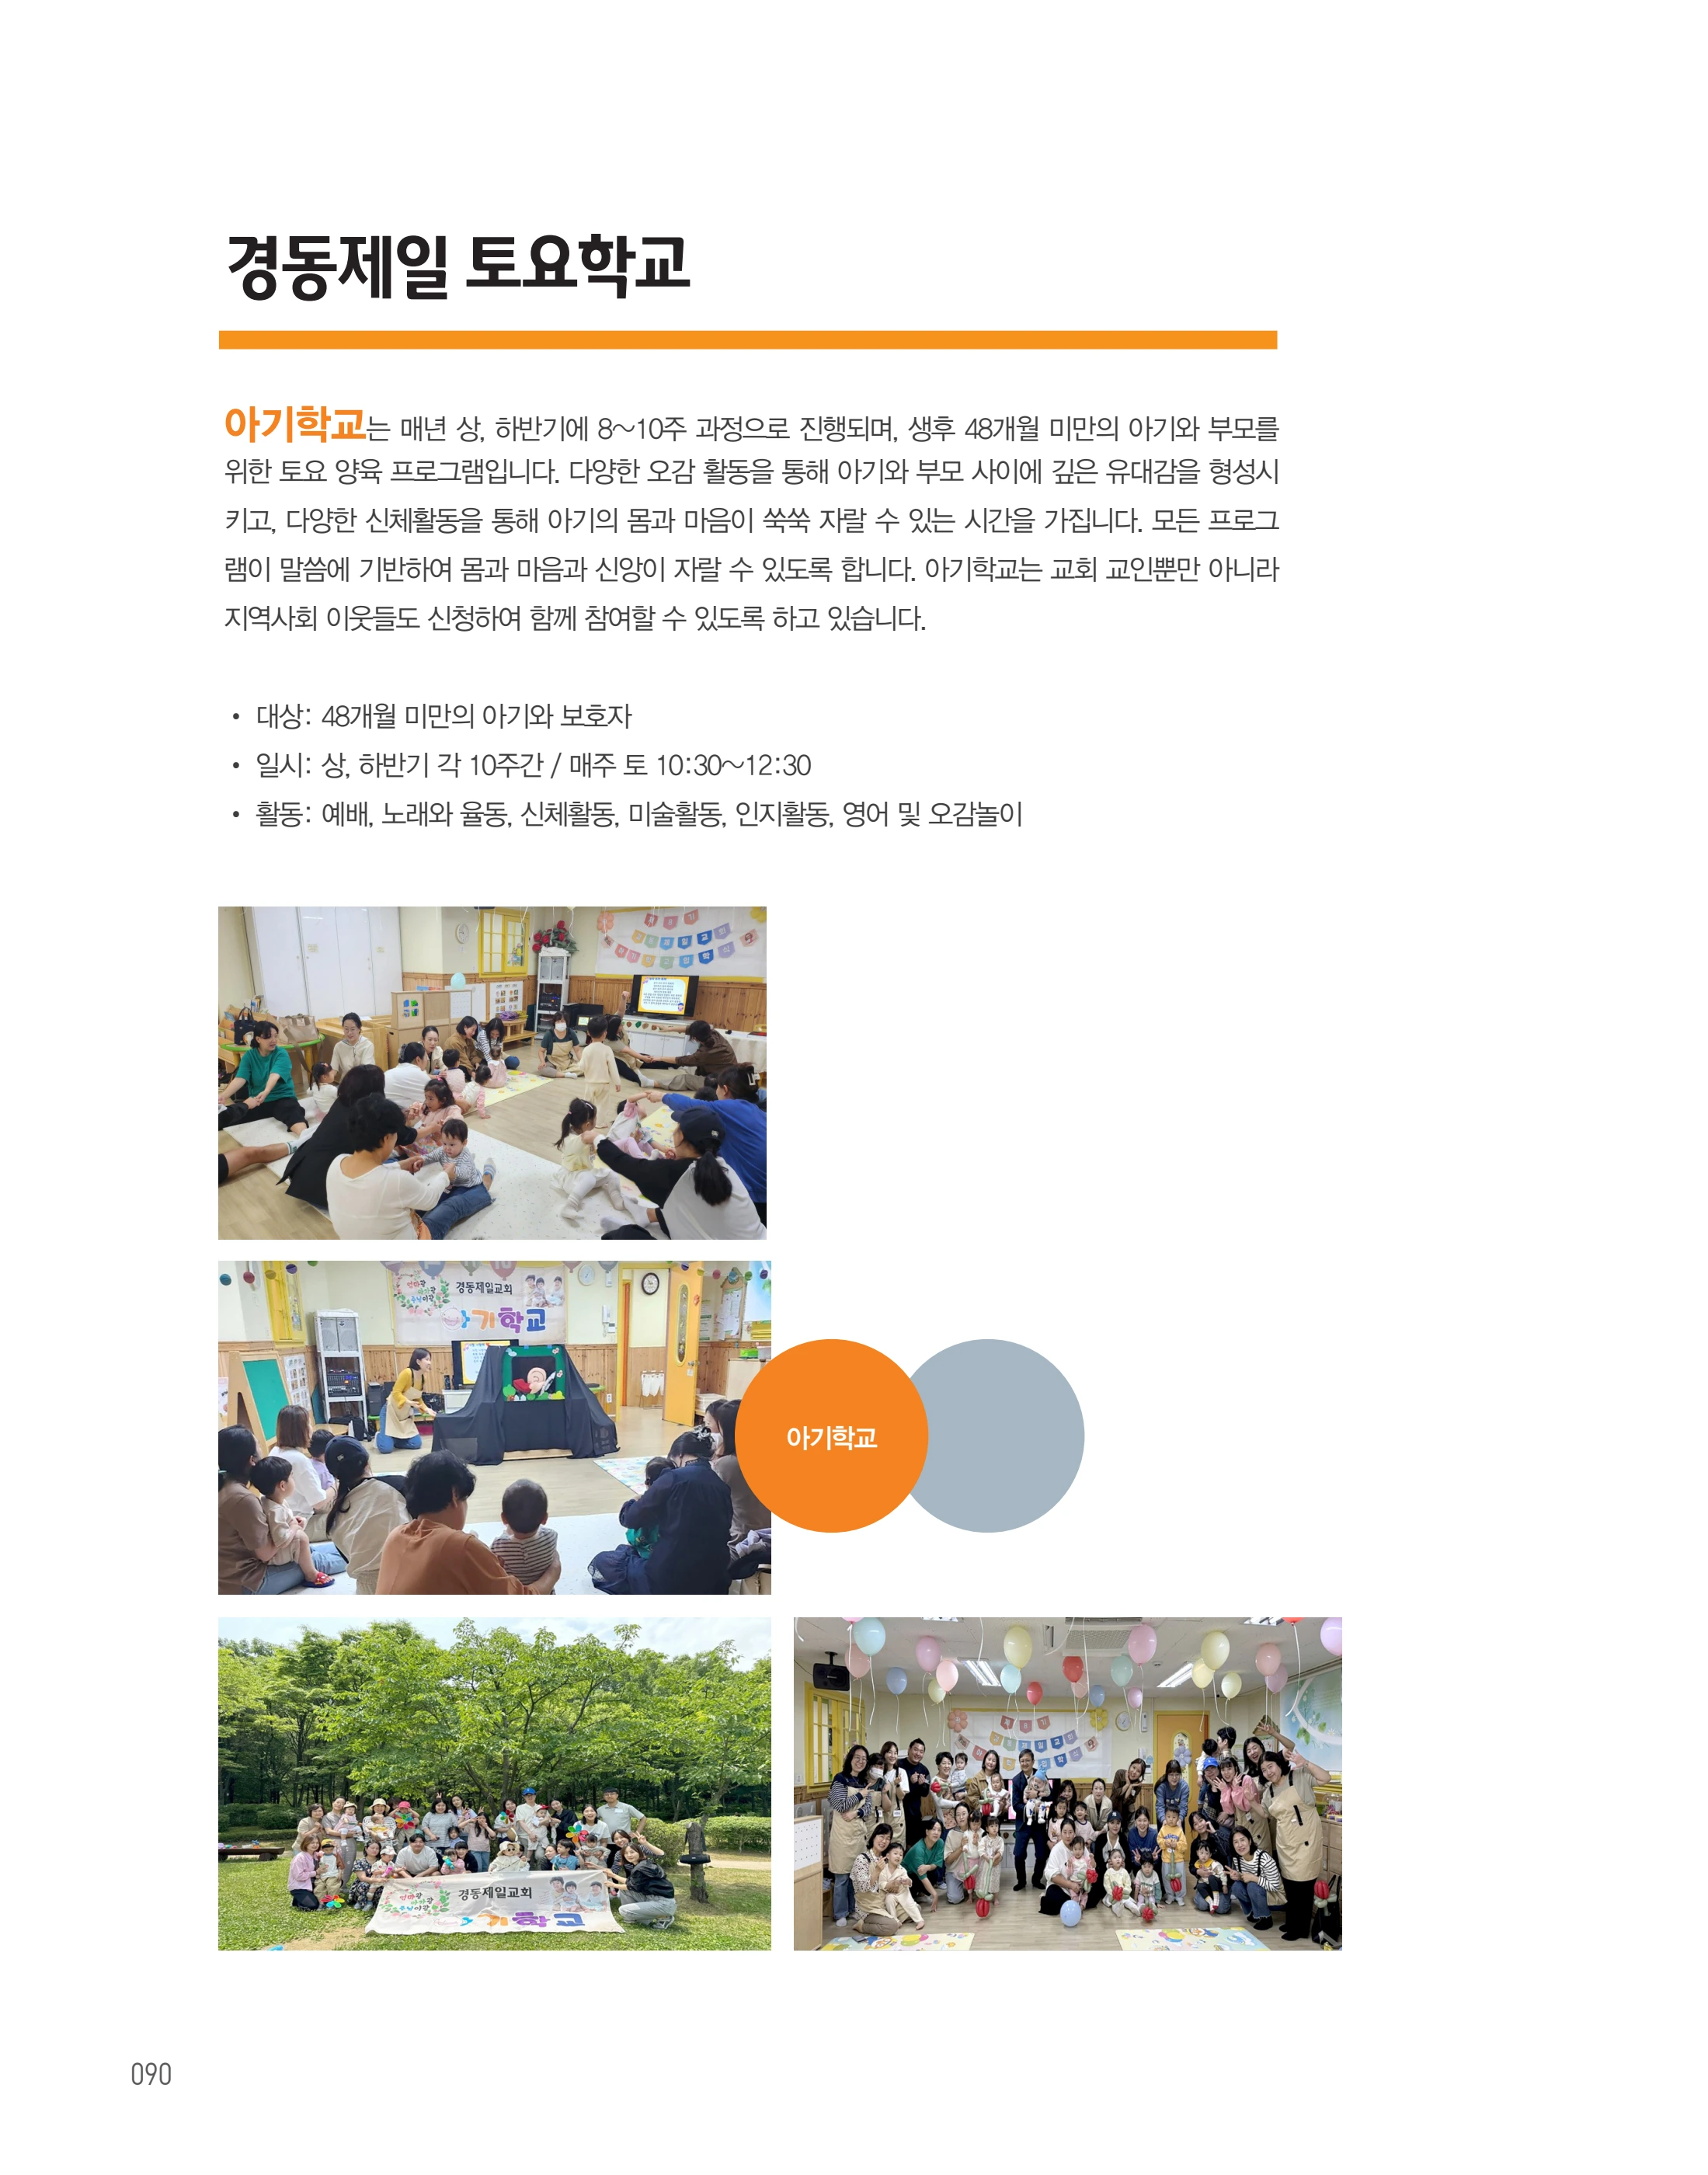 경동제일 토요학교
아기학교는 매년 상, 하반기에 8~10주 과정으로 진행되며, 생후 48개월 미만의 아기와 부모를
위한 토요 양육 프로그램입니다. 다양한 오감 활동을 통해 아기와 부모 사이에 깊은 유대감을 형성시
키고, 다양한 신체활동을 통해 아기의 몸과 마음이 쑥쑥 자랄 수 있는 시간을 가집니다. 모든 프로그
램이 말씀에 기반하여 몸과 마음과 신앙이 자랄 수 있도록 합니다. 아기학교는 교회 교인뿐만 아니라
지역사회 이웃들도 신청하여 함께 참여할 수 있도록 하고 있습니다.
• 대상: 48개월 미만의 아기와 보호자
• 일시: 상, 하반기 각 10주간 / 매주 토 10:30~12:30
• 활동: 예배, 노래와 율동, 신체활동, 미술활동, 인지활동, 영어 및 오감놀이
경동제일교회
아기학교
아기학교
경동제일교회
아기학교
090